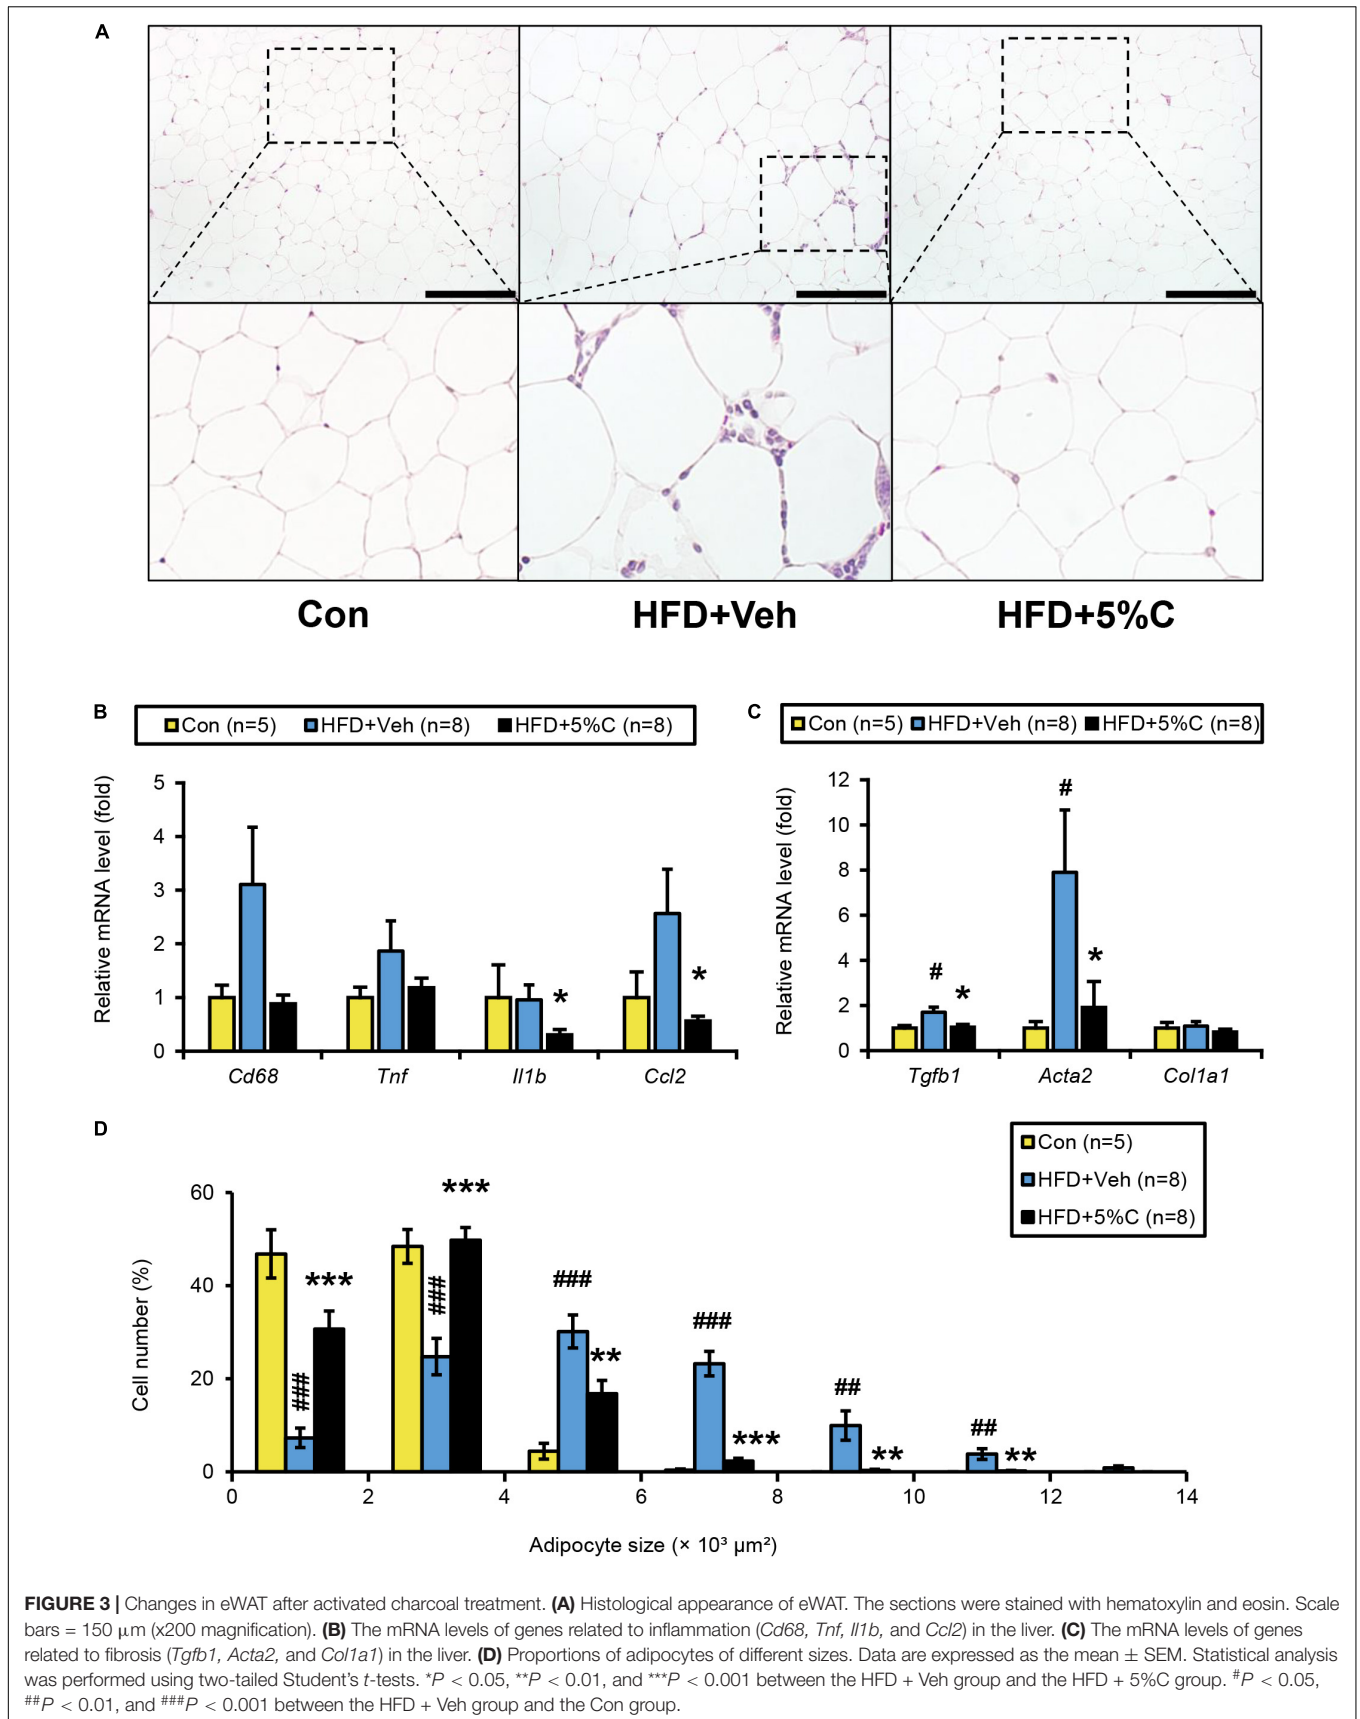 A
Con
HFD+Veh
HFD+5%C
B
Con (n=5) HFD+Veh (n=8) HFD+5%C (n=8)
Relative mRNA level (fold)
5
4
3
2
1
0
*
*
Cd68 Tnf Il1b Ccl2
C
Con (n=5) HFD+Veh (n=8) HFD+5%C (n=8)
Relative mRNA level (fold)
12
10
8
6
4
2
0
#
*
#
*
Tgfb1 Acta2 Col1a1
D
Con (n=5)
HFD+Veh (n=8)
HFD+5%C (n=8)
Cell number (%)
60
40
20
0
###
***
###
***
###
**
###
***
##
**
##
**
0 2 4 6 8 10 12 14
Adipocyte size (× 10³ µm²)
FIGURE 3 | Changes in eWAT after activated charcoal treatment. (A) Histological appearance of eWAT. The sections were stained with hematoxylin and eosin. Scale
bars = 150 µm (x200 magnification). (B) The mRNA levels of genes related to inflammation (Cd68, Tnf, Il1b, and Ccl2) in the liver. (C) The mRNA levels of genes
related to fibrosis (Tgfb1, Acta2, and Col1a1) in the liver. (D) Proportions of adipocytes of different sizes. Data are expressed as the mean ± SEM. Statistical analysis
was performed using two-tailed Student's t-tests. *P < 0.05, **P < 0.01, and ***P < 0.001 between the HFD + Veh group and the HFD + 5%C group. #P < 0.05,
##P < 0.01, and ###P < 0.001 between the HFD + Veh group and the Con group.